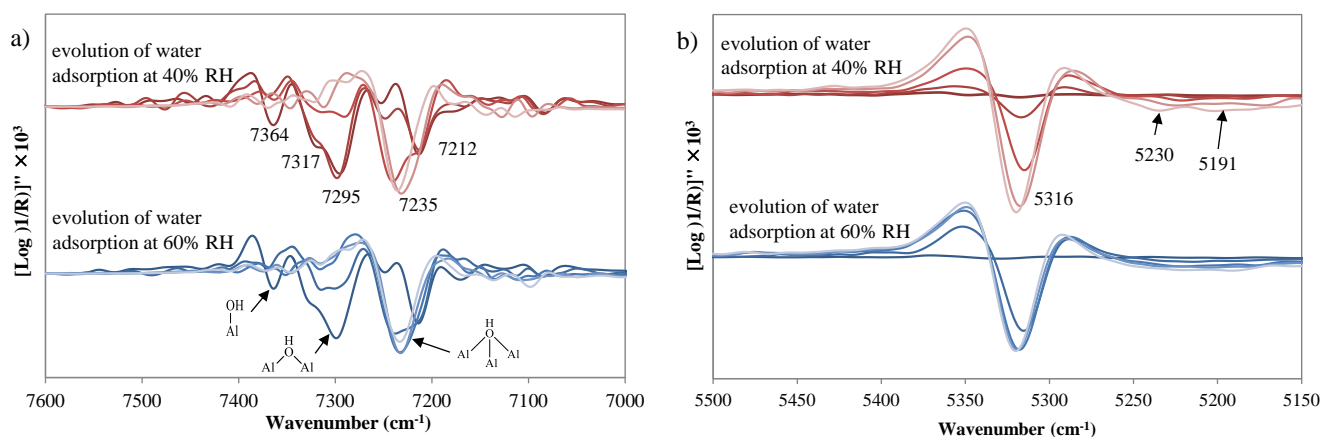 a)
evolution of water
adsorption at 40% RH
7364
7317
7295
7235
7212
evolution of water
adsorption at 60% RH
OH
Al
H
O
Al Al
H
O
Al Al Al
[Log )1/R)]" ×10³
7600 7500 7400 7300 7200 7100 7000
Wavenumber (cm⁻¹)
b)
evolution of water
adsorption at 40% RH
5230
5191
5316
evolution of water
adsorption at 60% RH
[Log )1/R)]" ×10³
5500 5450 5400 5350 5300 5250 5200 5150
Wavenumber (cm⁻¹)